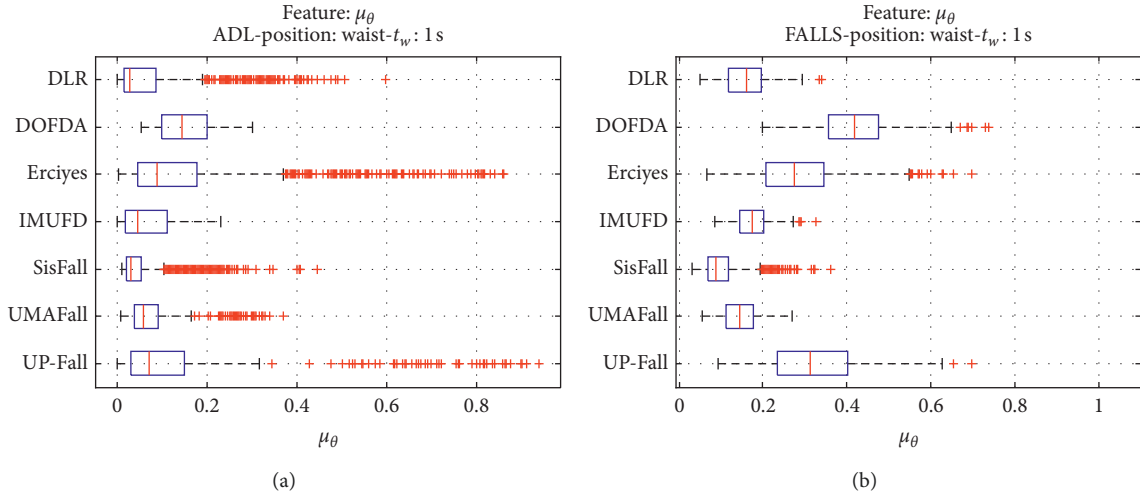 Feature: μθ
ADL-position: waist-tw: 1 s
DLR
DOFDA
Erciyes
IMUFD
SisFall
UMAFall
UP-Fall
0 0.2 0.4 0.6 0.8
μθ
(a)
Feature: μθ
FALLS-position: waist-tw: 1 s
DLR
DOFDA
Erciyes
IMUFD
SisFall
UMAFall
UP-Fall
0 0.2 0.4 0.6 0.8 1
μθ
(b)